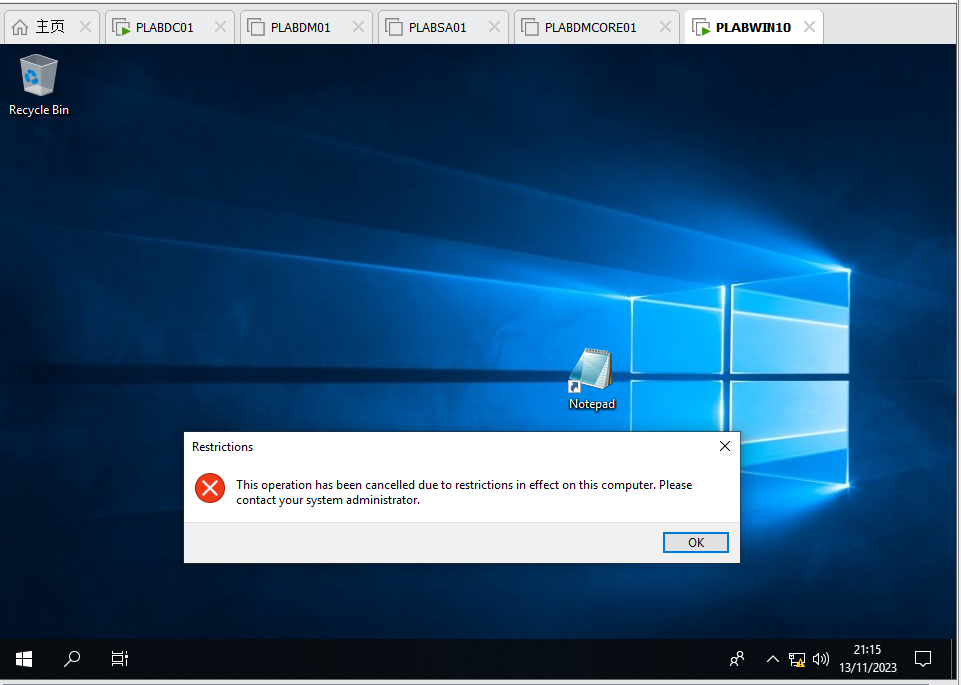 主页
PLABDC01
PLABDM01
PLABSA01
PLABDMCORE01
PLABWIN10
Recycle Bin
Notepad
Restrictions
This operation has been cancelled due to restrictions in effect on this computer. Please
contact your system administrator.
OK
21:15
13/11/2023